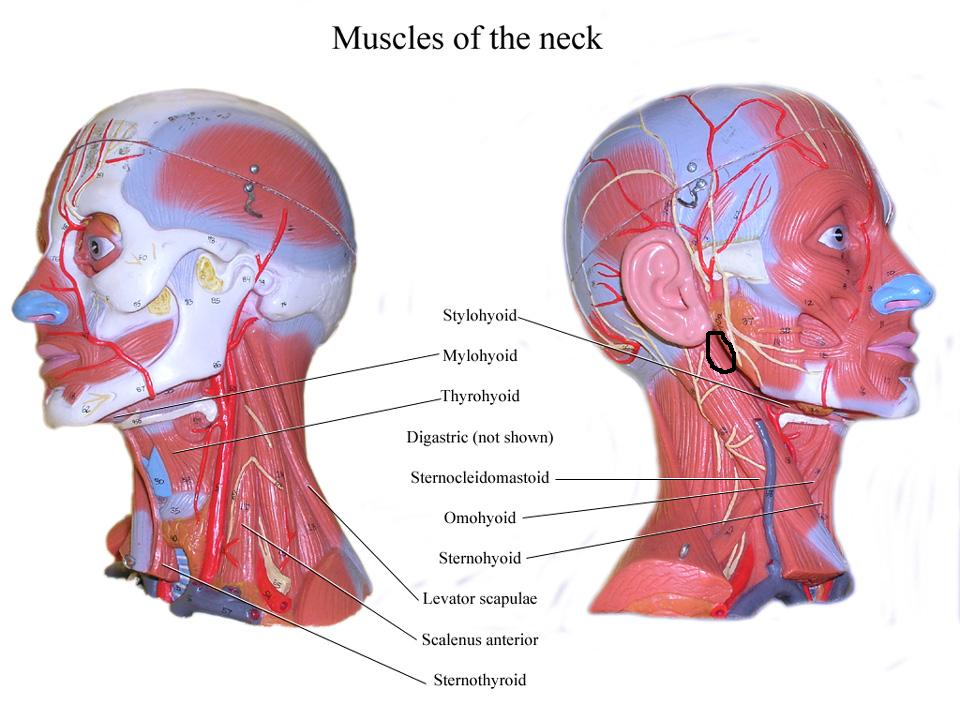 Muscles of the neck
Stylohyoid
Mylohyoid
Thyrohyoid
Digastric (not shown)
Sternocleidomastoid
Omohyoid
Sternohyoid
Levator scapulae
Scalenus anterior
Sternothyroid